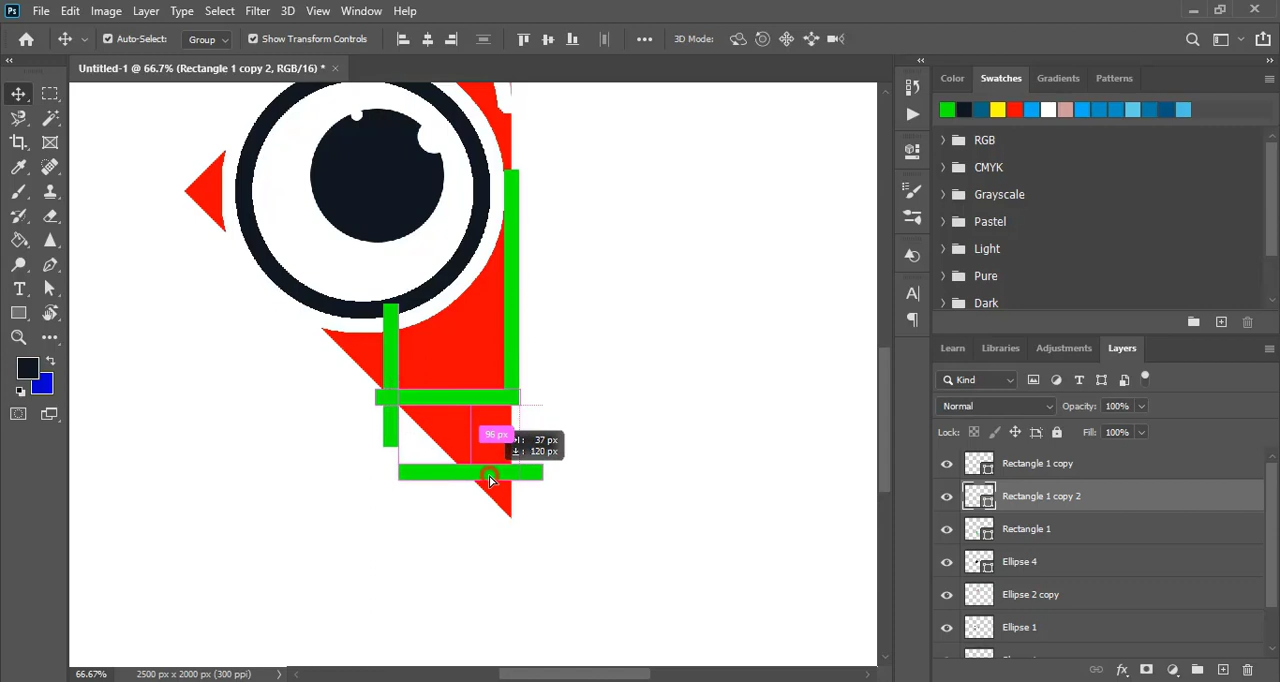 Ps File Edit Image Layer Type Select Filter 3D View Window Help
Auto-Select: Group Show Transform Controls 3D Mode:
Untitled-1 @ 66.7% (Rectangle 1 copy 2, RGB/16) *
Color Swatches Gradients Patterns
RGB
CMYK
Grayscale
Pastel
Light
Pure
Dark
Learn Libraries Adjustments Layers
Kind
Normal Opacity: 100%
Lock: Fill: 100%
Rectangle 1 copy
Rectangle 1 copy 2
Rectangle 1
Ellipse 4
Ellipse 2 copy
Ellipse 1
96 px
37 px
120 px
66.67% 2500 px x 2000 px (300 ppi)